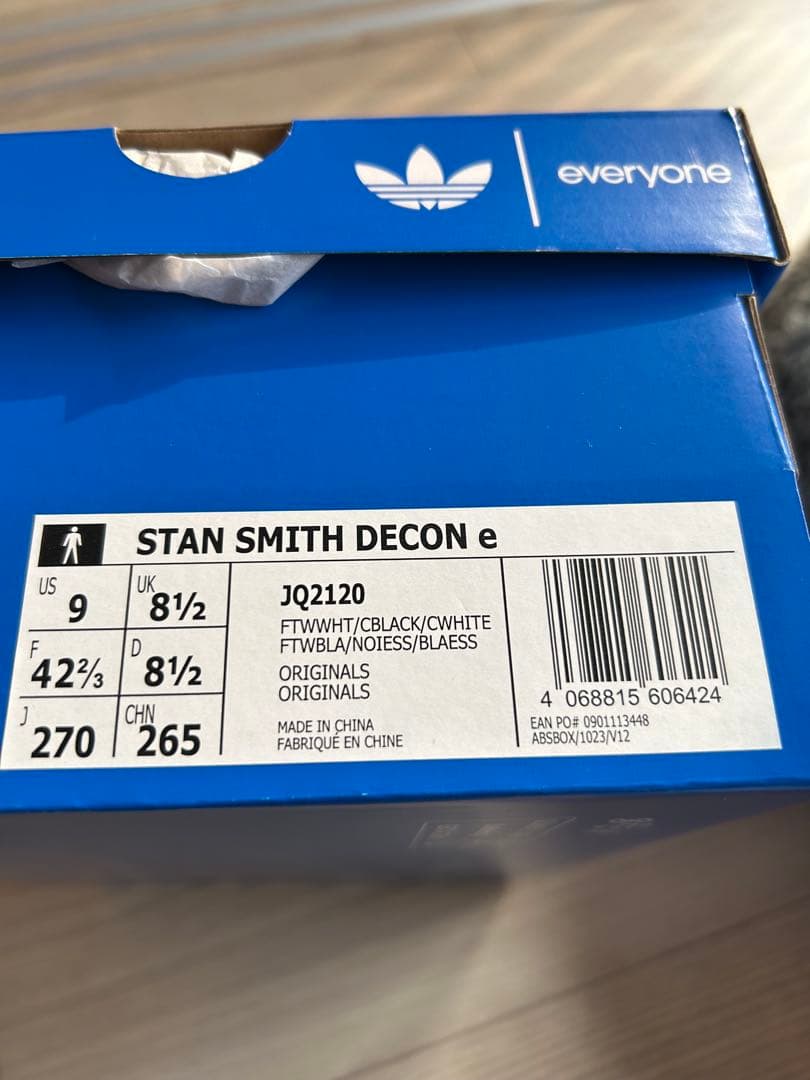 everyone
STAN SMITH DECON e
US
9
UK
8½
F
42⅔
D
8½
J
270
CHN
265
JQ2120
FTWWHT/CBLACK/CWHITE
FTWBLA/NOIESS/BLAESS
ORIGINALS
ORIGINALS
MADE IN CHINA
FABRIQUÉ EN CHINE
4 068815 606424
EAN PO# 0901113448
ABSBOX/1023/V12